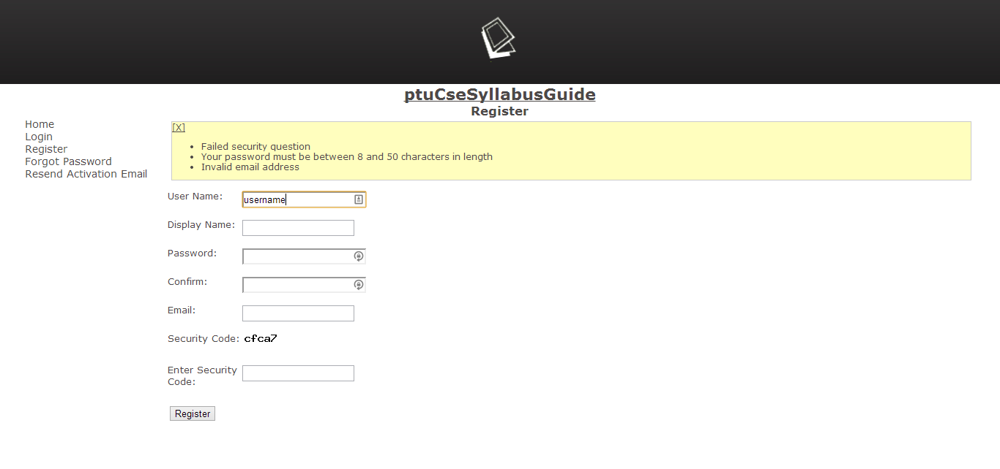 ptuCseSyllabusGuide
Register
Home
Login
Register
Forgot Password
Resend Activation Email
[X]
Failed security question
Your password must be between 8 and 50 characters in length
Invalid email address
User Name: username
Display Name:
Password:
Confirm:
Email:
Security Code: cfca7
Enter Security
Code:
Register